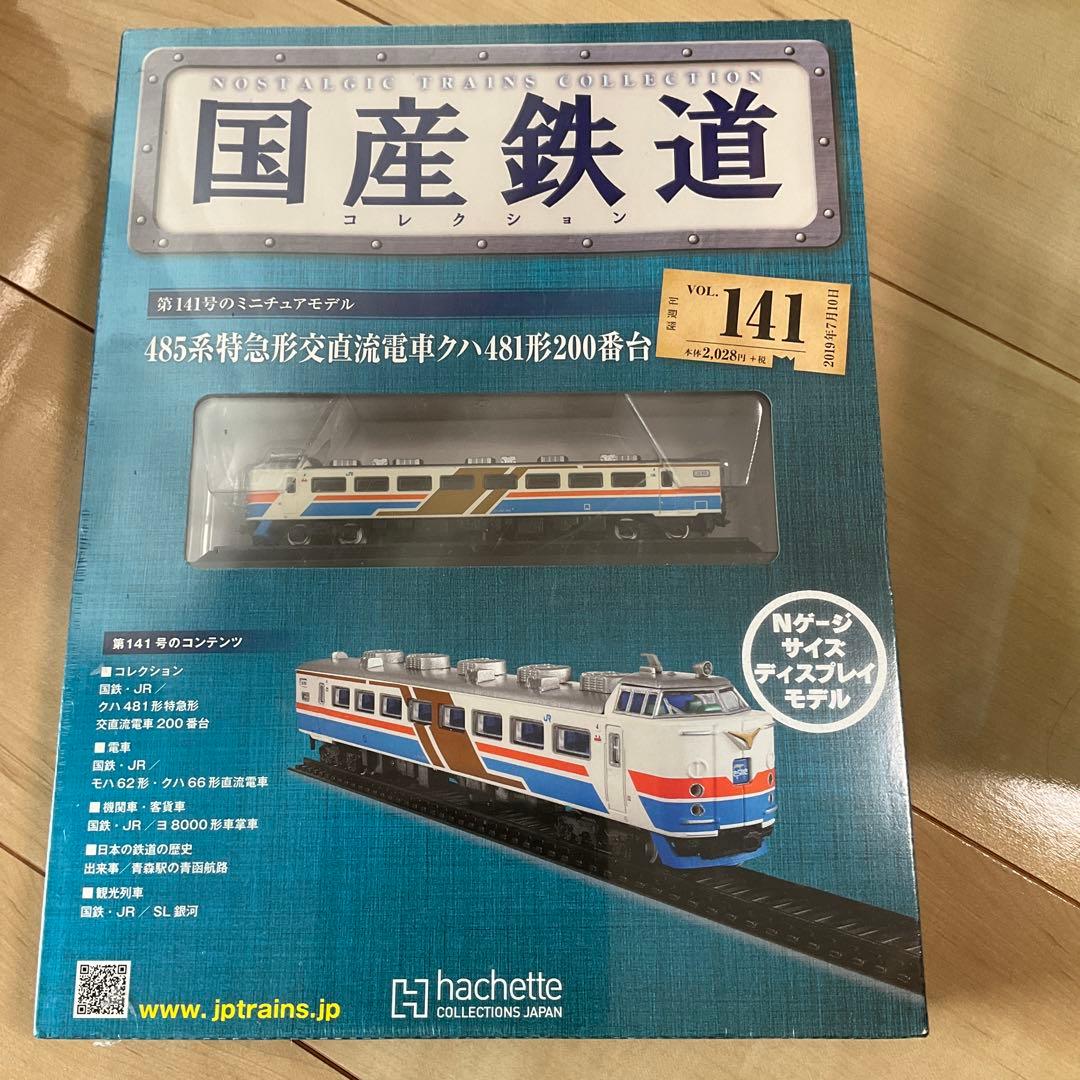 NOSTALGIC TRAINS COLLECTION
国産鉄道
コレクション
第141号のミニチュアモデル
485系特急形交直流電車クハ481形200番台
隔週刊
VOL. 141
本体2,028円+税
2019年7月10日
Nゲージ
サイズ
ディスプレイ
モデル
第141号のコンテンツ
■コレクション
国鉄・JR/
クハ481形特急形
交直流電車200番台
■電車
国鉄・JR/
モハ62形・クハ66形直流電車
■機関車・客貨車
国鉄・JR/ヨ8000形車掌車
■日本の鉄道の歴史
出来事/青森駅の青函航路
■観光列車
国鉄・JR/SL銀河
www.jptrains.jp
hachette
COLLECTIONS JAPAN